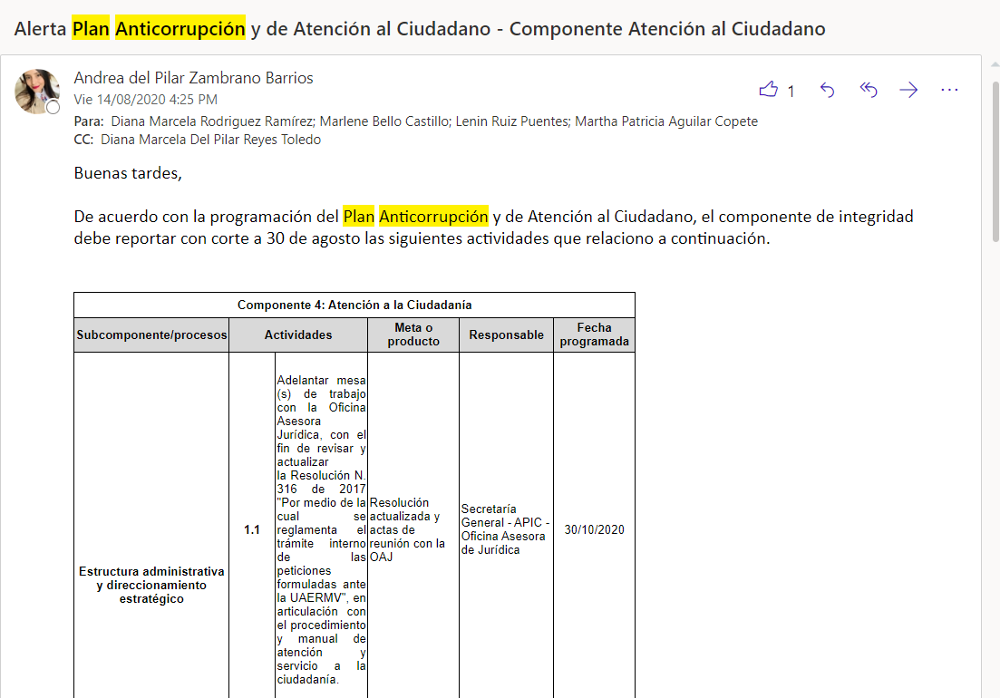 Alerta Plan Anticorrupción y de Atención al Ciudadano - Componente Atención al Ciudadano
Andrea del Pilar Zambrano Barrios
Vie 14/08/2020 4:25 PM
1
Para: Diana Marcela Rodriguez Ramírez; Marlene Bello Castillo; Lenin Ruiz Puentes; Martha Patricia Aguilar Copete
CC: Diana Marcela Del Pilar Reyes Toledo
Buenas tardes,
De acuerdo con la programación del Plan Anticorrupción y de Atención al Ciudadano, el componente de integridad
debe reportar con corte a 30 de agosto las siguientes actividades que relaciono a continuación.
Componente 4: Atención a la Ciudadanía
Subcomponente/procesos
Actividades
Meta o
producto
Responsable
Fecha
programada
Estructura administrativa
y direccionamiento
estratégico
1.1
Adelantar mesa
(s) de trabajo
con la Oficina
Asesora
Jurídica, con el
fin de revisar y
actualizar
la Resolución N.
316 de 2017
"Por medio de la
cual se
reglamenta el
trámite interno
de las
peticiones
formuladas ante
la UAERMV", en
articulación con
el procedimiento
y manual de
atención y
servicio a la
ciudadanía.
Resolución
actualizada y
actas de
reunión con la
OAJ
Secretaría
General - APIC -
Oficina Asesora
de Jurídica
30/10/2020